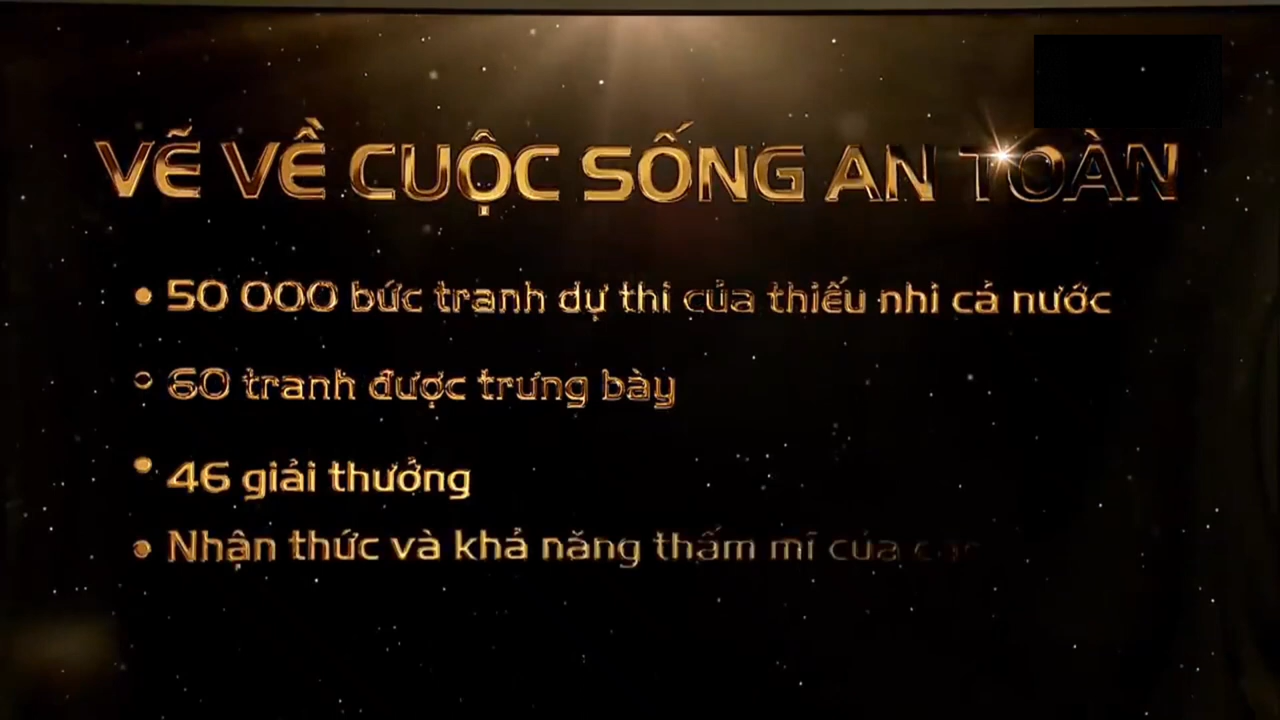 VẼ VỀ CUỘC SỐNG AN TOÀN
• 50 000 bức tranh dự thi của thiếu nhi cả nước
• 60 tranh được trưng bày
• 46 giải thưởng
• Nhận thức và khả năng thẩm mĩ của